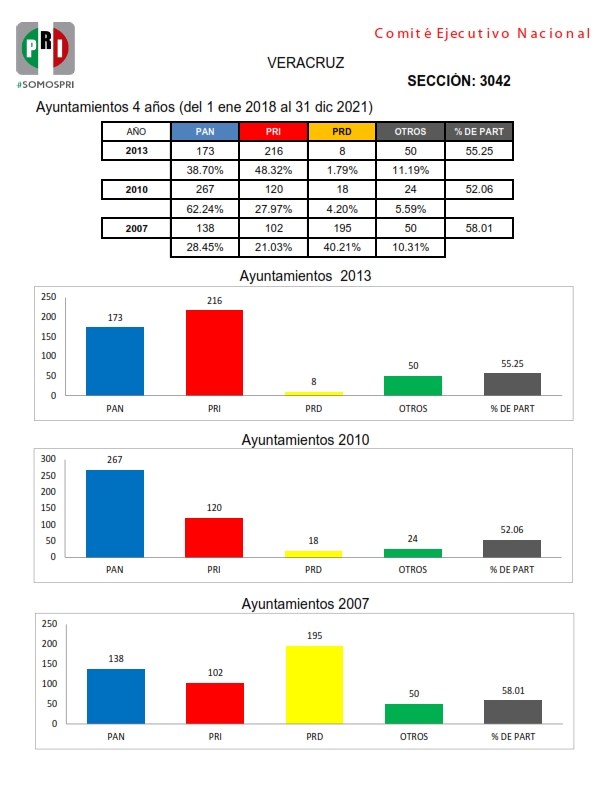 Comité Ejecutivo Nacional
PRI
#SOMOSPRI
VERACRUZ
SECCIÓN: 3042
Ayuntamientos 4 años (del 1 ene 2018 al 31 dic 2021)
AÑO PAN PRI PRD OTROS % DE PART
2013 173 216 8 50 55.25
38.70% 48.32% 1.79% 11.19%
2010 267 120 18 24 52.06
62.24% 27.97% 4.20% 5.59%
2007 138 102 195 50 58.01
28.45% 21.03% 40.21% 10.31%
Ayuntamientos 2013
250
200
150
100
50
0
173 216 8 50 55.25
PAN PRI PRD OTROS % DE PART
Ayuntamientos 2010
300
250
200
150
100
50
0
267 120 18 24 52.06
PAN PRI PRD OTROS % DE PART
Ayuntamientos 2007
250
200
150
100
50
0
138 102 195 50 58.01
PAN PRI PRD OTROS % DE PART